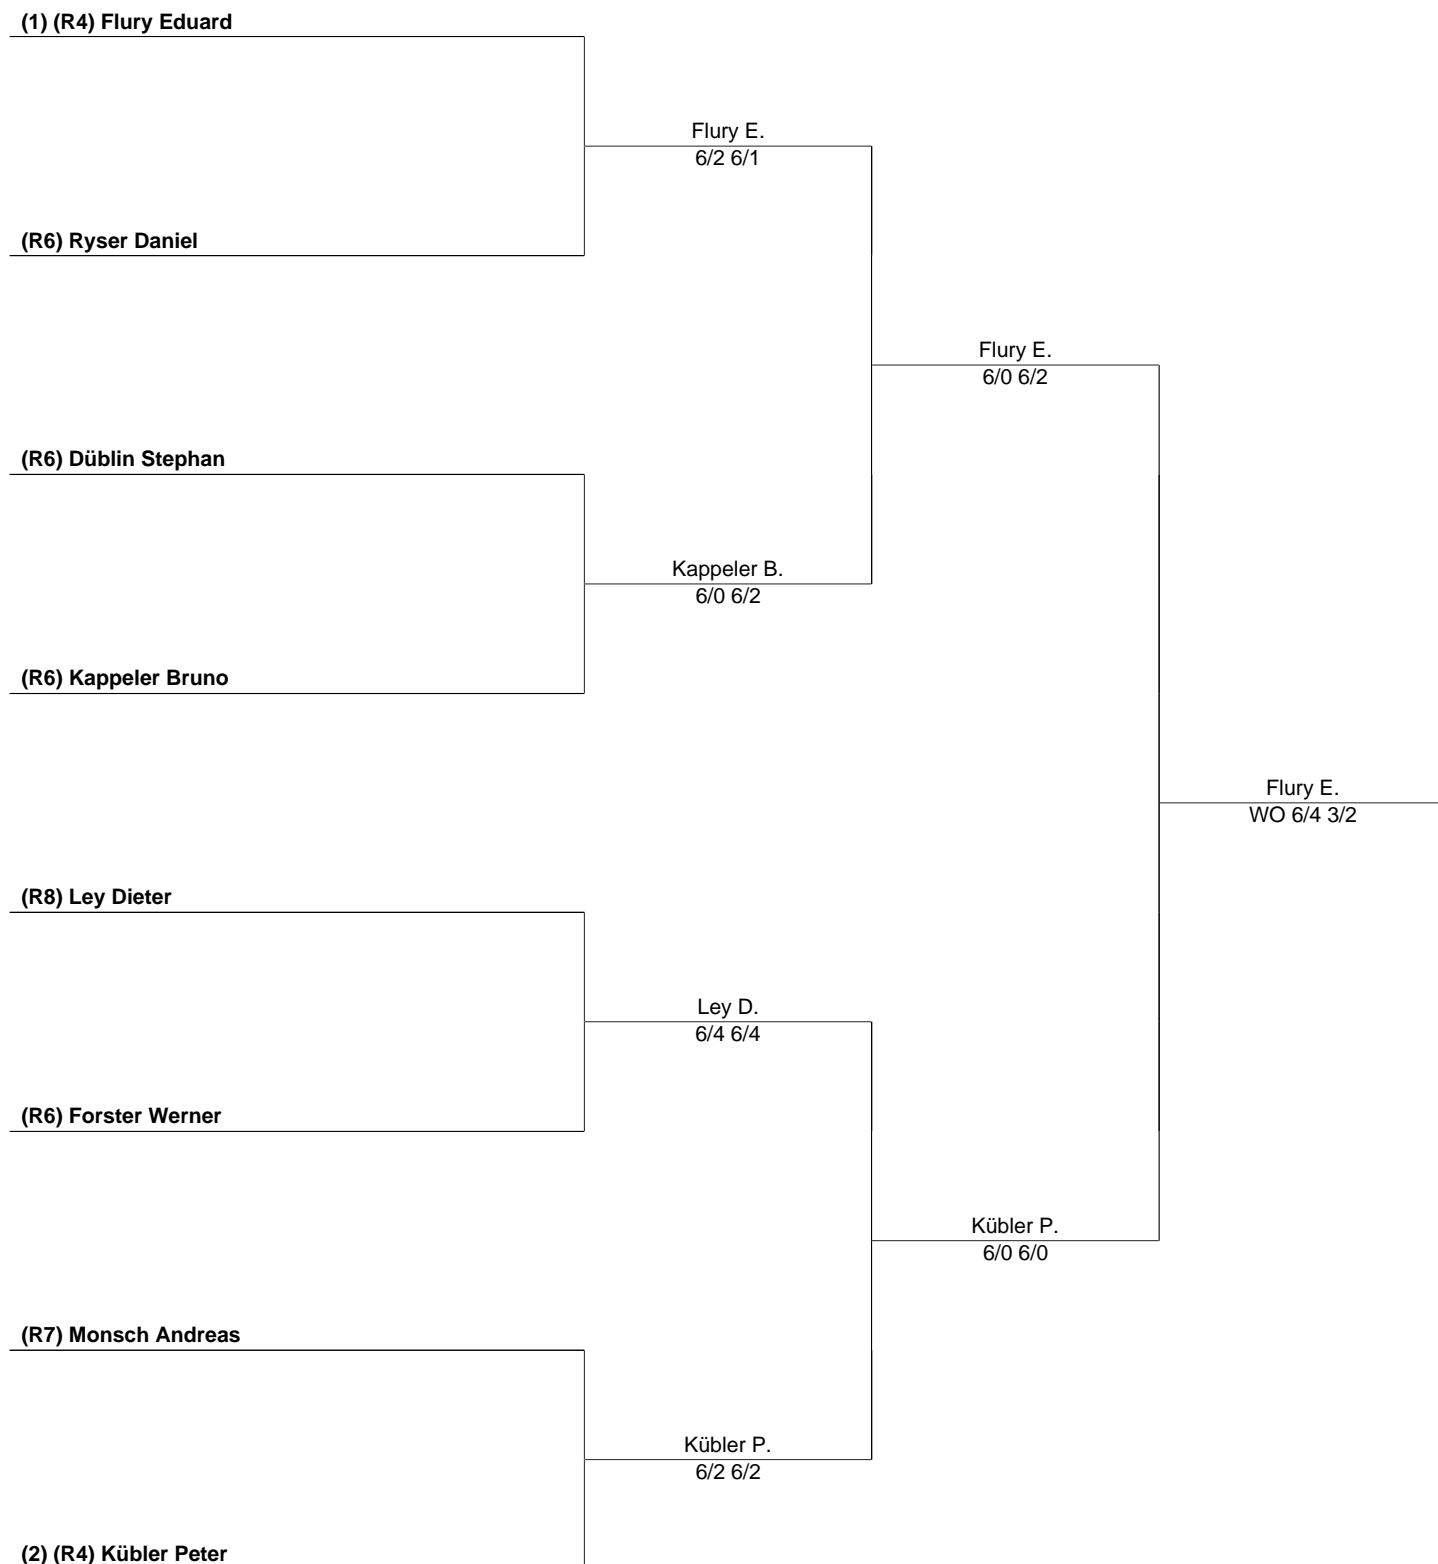 (1) (R4) Flury Eduard
Flury E.
6/2 6/1
(R6) Ryser Daniel
Flury E.
6/0 6/2
(R6) Düblin Stephan
Kappeler B.
6/0 6/2
(R6) Kappeler Bruno
Flury E.
WO 6/4 3/2
(R8) Ley Dieter
Ley D.
6/4 6/4
(R6) Forster Werner
Kübler P.
6/0 6/0
(R7) Monsch Andreas
Kübler P.
6/2 6/2
(2) (R4) Kübler Peter